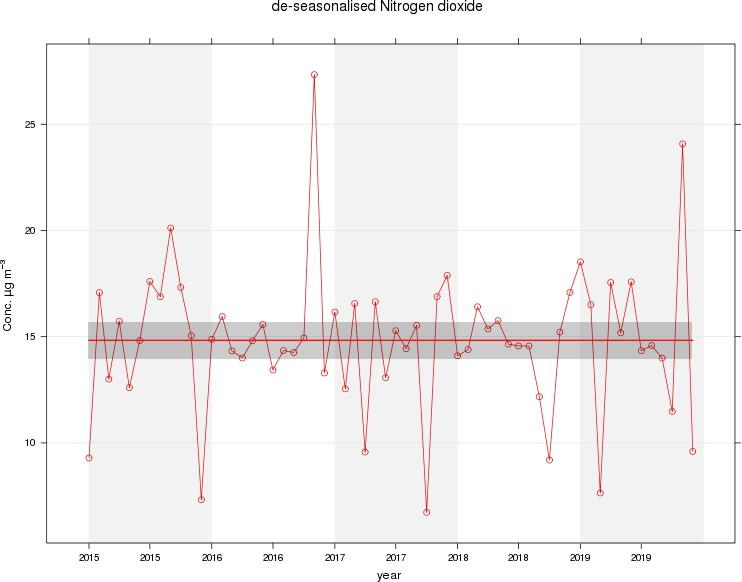 de-seasonalised Nitrogen dioxide
25
20
15
10
Conc. µg m⁻³
2015 2015 2016 2016 2017 2017 2018 2018 2019 2019
year